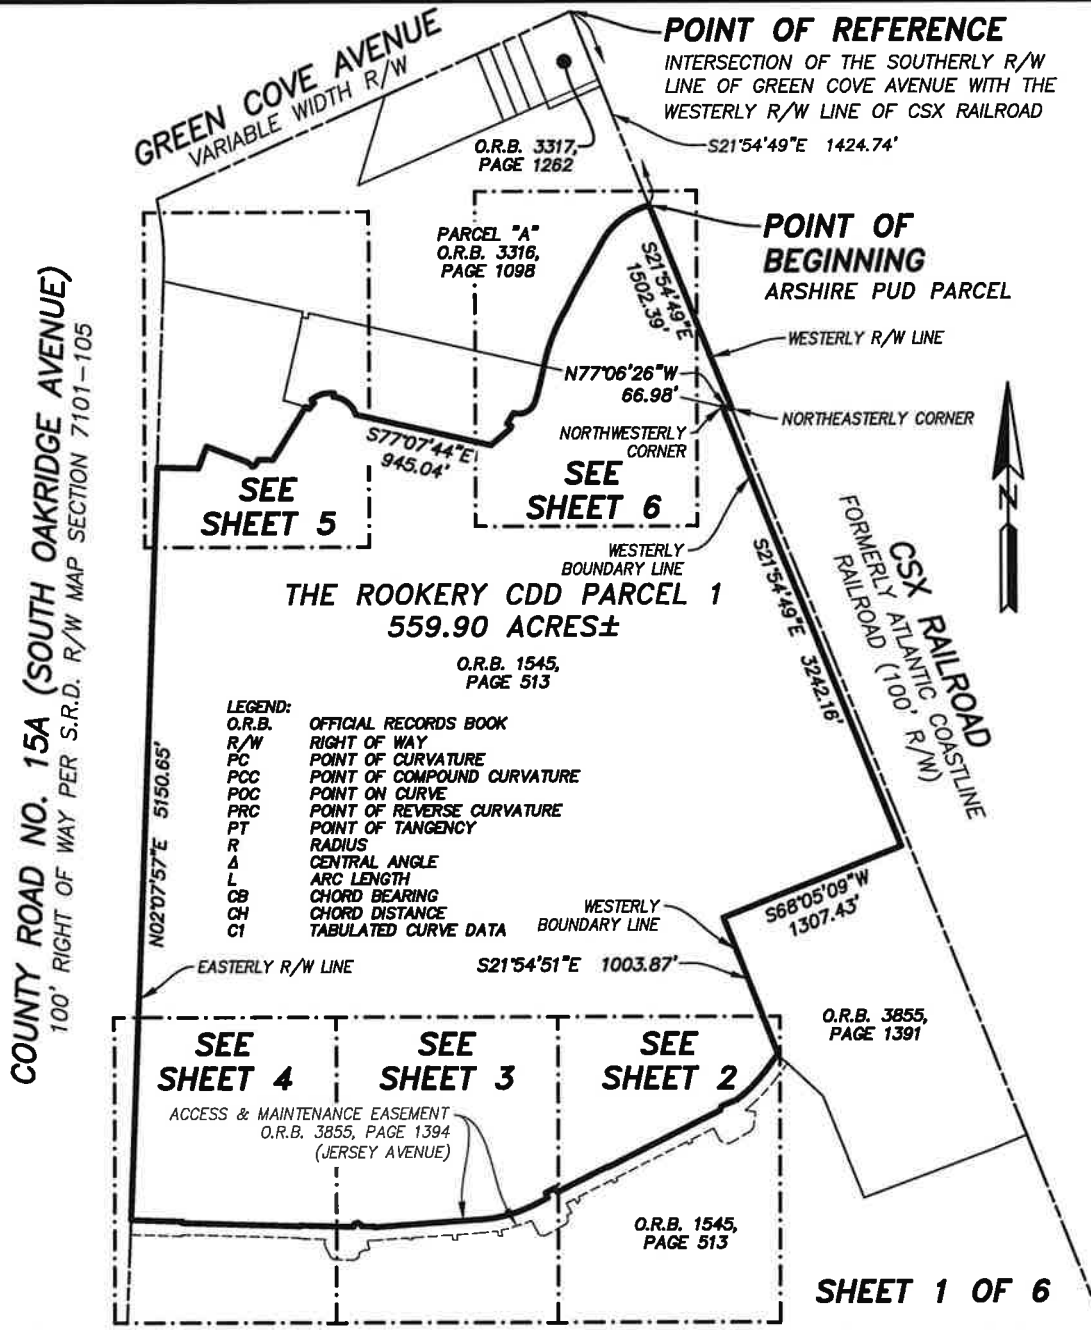 GREEN COVE AVENUE
VARIABLE WIDTH R/W
POINT OF REFERENCE
INTERSECTION OF THE SOUTHERLY R/W
LINE OF GREEN COVE AVENUE WITH THE
WESTERLY R/W LINE OF CSX RAILROAD
S21°54'49"E 1424.74'
O.R.B. 3317,
PAGE 1262
PARCEL "A"
O.R.B. 3316,
PAGE 1098
POINT OF
BEGINNING
ARSHIRE PUD PARCEL
S21°54'49"E
1502.39'
WESTERLY R/W LINE
N77°06'26"W
66.98'
NORTHEASTERLY CORNER
NORTHWESTERLY
CORNER
S77°07'44"E
945.04'
SEE
SHEET 5
SEE
SHEET 6
N
WESTERLY
BOUNDARY LINE
COUNTY ROAD NO. 15A (SOUTH OAKRIDGE AVENUE)
100' RIGHT OF WAY PER S.R.D. R/W MAP SECTION 7101-105
THE ROOKERY CDD PARCEL 1
559.90 ACRES±
O.R.B. 1545,
PAGE 513
S21°54'49"E 3242.16'
CSX RAILROAD
FORMERLY ATLANTIC COASTLINE
RAILROAD (100' R/W)
LEGEND:
O.R.B. OFFICIAL RECORDS BOOK
R/W RIGHT OF WAY
PC POINT OF CURVATURE
PCC POINT OF COMPOUND CURVATURE
POC POINT ON CURVE
PRC POINT OF REVERSE CURVATURE
PT POINT OF TANGENCY
R RADIUS
Δ CENTRAL ANGLE
L ARC LENGTH
CB CHORD BEARING
CH CHORD DISTANCE
C1 TABULATED CURVE DATA
N02°07'57"E 5150.65'
WESTERLY
BOUNDARY LINE
S68°05'09"W
1307.43'
EASTERLY R/W LINE
S21°54'51"E 1003.87'
O.R.B. 3855,
PAGE 1391
SEE
SHEET 4
SEE
SHEET 3
SEE
SHEET 2
ACCESS & MAINTENANCE EASEMENT
O.R.B. 3855, PAGE 1394
(JERSEY AVENUE)
O.R.B. 1545,
PAGE 513
SHEET 1 OF 6